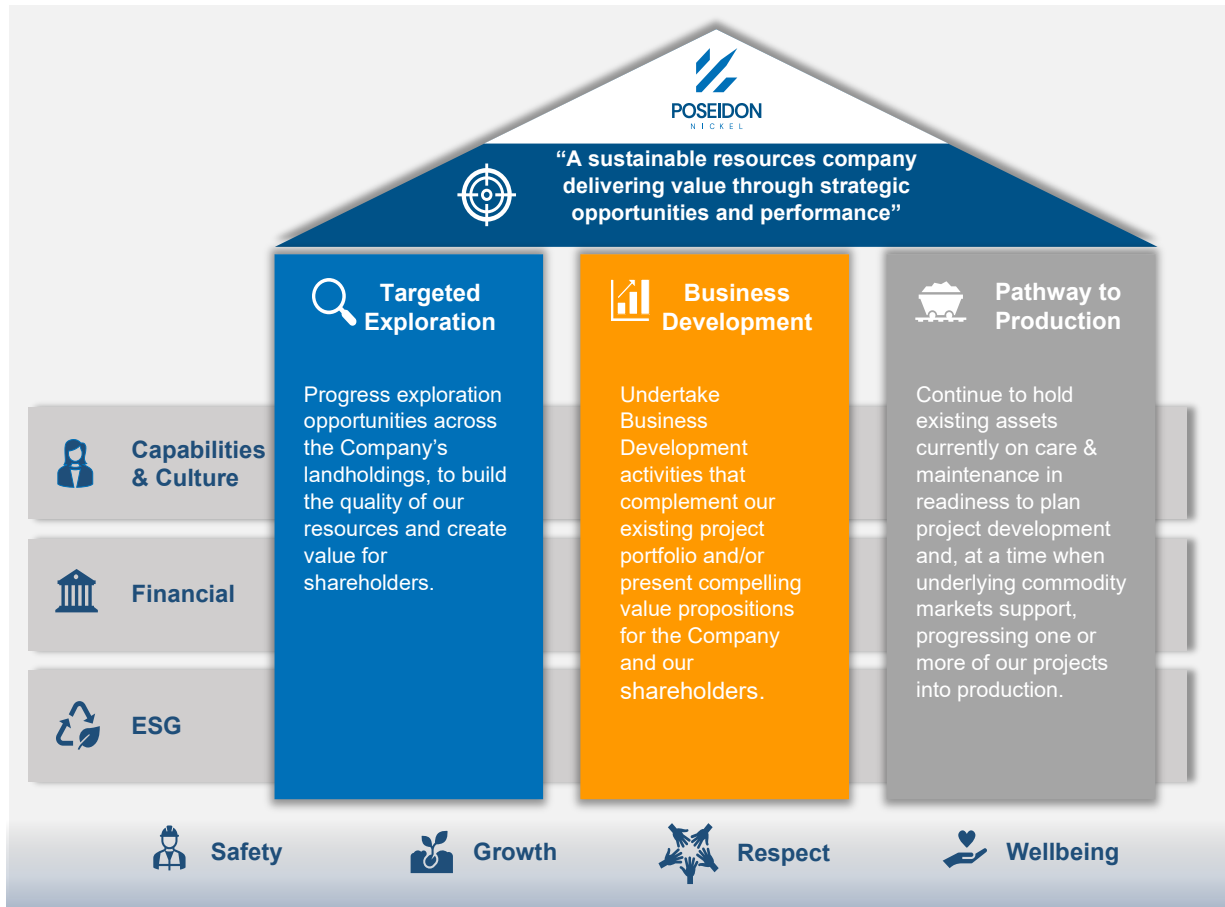 POSEIDON
NICKEL
“A sustainable resources company
delivering value through strategic
opportunities and performance”
Targeted
Exploration
Progress exploration
opportunities across
the Company’s
landholdings, to build
the quality of our
resources and create
value for
shareholders.
Business
Development
Undertake
Business
Development
activities that
complement our
existing project
portfolio and/or
present compelling
value propositions
for the Company
and our
shareholders.
Pathway to
Production
Continue to hold
existing assets
currently on care &
maintenance in
readiness to plan
project development
and, at a time when
underlying commodity
markets support,
progressing one or
more of our projects
into production.
Capabilities
& Culture
Financial
ESG
Safety
Growth
Respect
Wellbeing